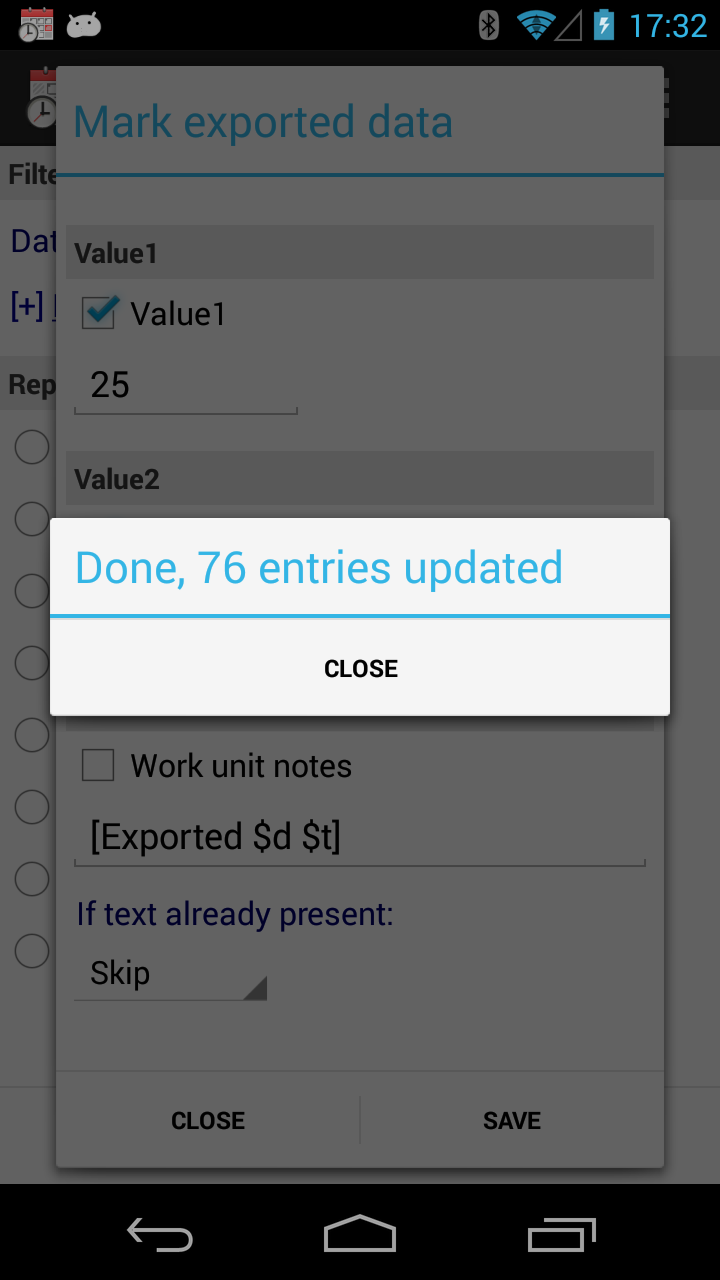 17:32
Mark exported data
Filte
Value1
Dat
Value1
[+]
25
Rep
Value2
Done, 76 entries updated
CLOSE
Work unit notes
[Exported $d $t]
If text already present:
Skip
CLOSE SAVE